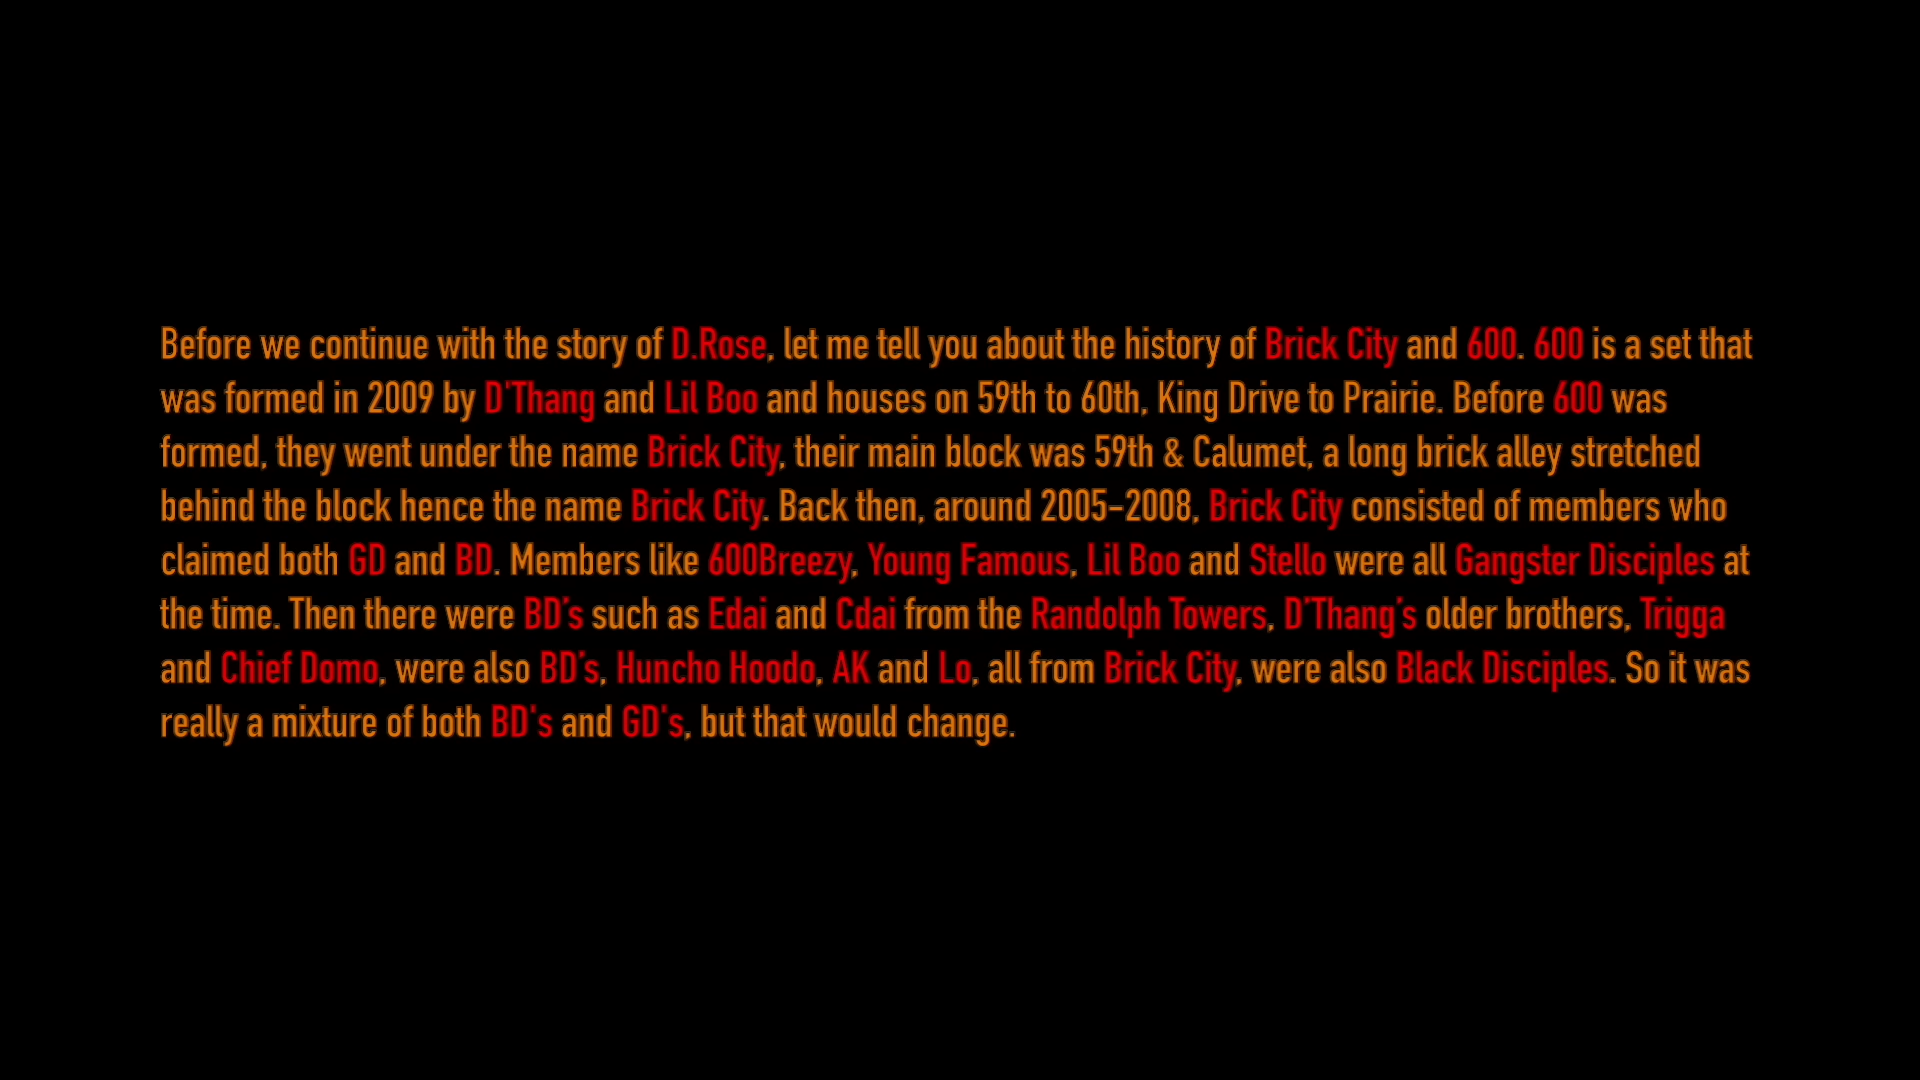 Before we continue with the story of D.Rose, let me tell you about the history of Brick City and 600. 600 is a set that
was formed in 2009 by D'Thang and Lil Boo and houses on 59th to 60th, King Drive to Prairie. Before 600 was
formed, they went under the name Brick City, their main block was 59th & Calumet, a long brick alley stretched
behind the block hence the name Brick City. Back then, around 2005-2008, Brick City consisted of members who
claimed both GD and BD. Members like 600Breezy, Young Famous, Lil Boo and Stello were all Gangster Disciples at
the time. Then there were BD's such as Edai and Cdai from the Randolph Towers, D'Thang's older brothers, Trigga
and Chief Domo, were also BD's, Huncho Hoodo, AK and Lo, all from Brick City, were also Black Disciples. So it was
really a mixture of both BD's and GD's, but that would change.